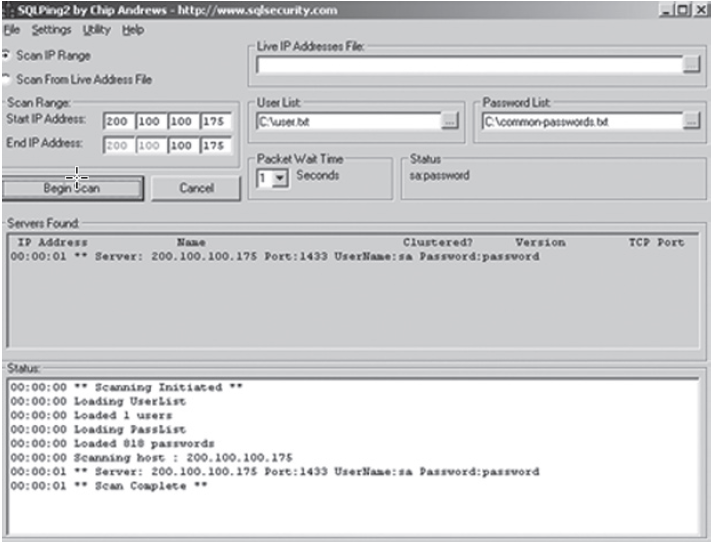 SQLPing2 by Chip Andrews - http://www.sqlsecurity.com
File Settings Utility Help
Scan IP Range
Scan From Live Address File
Live IP Addresses File:
...
Scan Range:
Start IP Address: 200 100 100 175
End IP Address: 200 100 100 175
User List:
C:\user.txt ...
Password List:
C:\common-passwords.txt ...
Begin Scan Cancel
Packet Wait Time
1 Seconds
Status
sa:password
Servers Found:
IP Address Name Clustered? Version TCP Port
00:00:01 ** Server: 200.100.100.175 Port:1433 UserName:sa Password:password
Status:
00:00:00 ** Scanning Initiated **
00:00:00 Loading UserList
00:00:00 Loaded 1 users
00:00:00 Loading PassList
00:00:00 Loaded 818 passwords
00:00:00 Scanning host : 200.100.100.175
00:00:01 ** Server: 200.100.100.175 Port:1433 UserName:sa Password:password
00:00:01 ** Scan Complete **